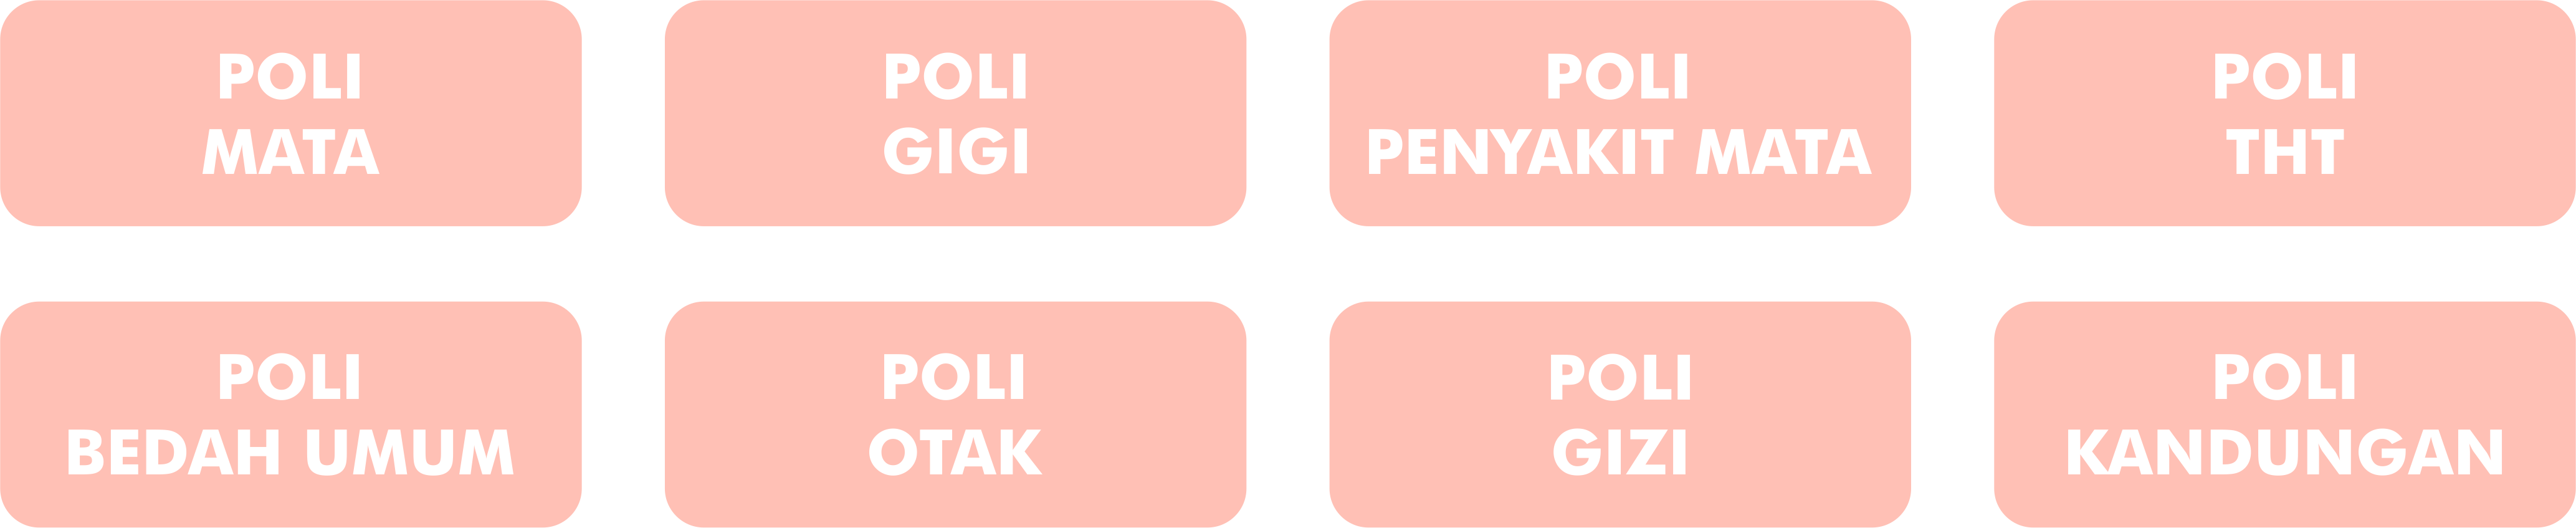 POLI
MATA
POLI
GIGI
POLI
PENYAKIT MATA
POLI
THT
POLI
BEDAH UMUM
POLI
OTAK
POLI
GIZI
POLI
KANDUNGAN